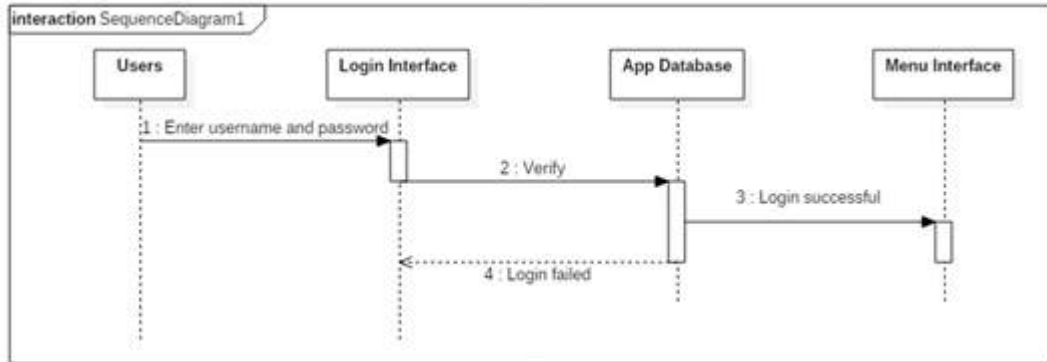 interaction SequenceDiagram1
Users
Login Interface
App Database
Menu Interface
1 : Enter username and password
2 : Verify
3 : Login successful
4 : Login failed